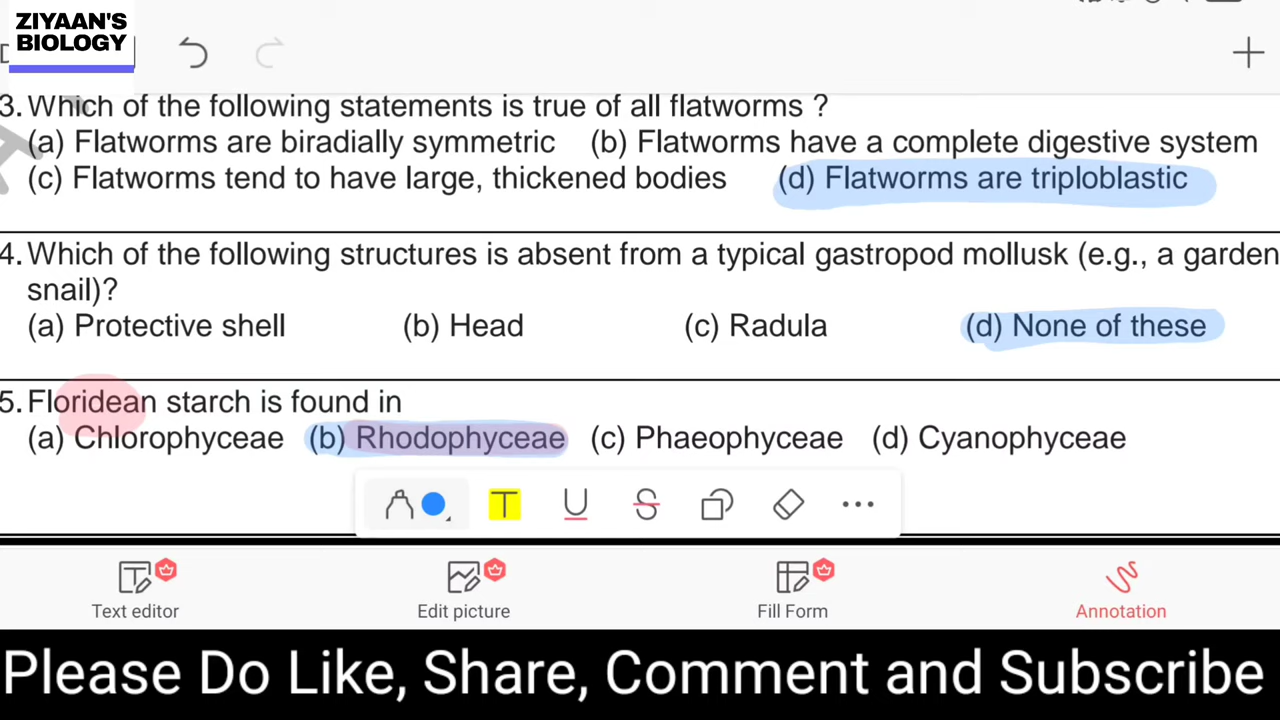 ZIYAAN'S
BIOLOGY
3. Which of the following statements is true of all flatworms ?
(a) Flatworms are biradially symmetric (b) Flatworms have a complete digestive system
(c) Flatworms tend to have large, thickened bodies (d) Flatworms are triploblastic
4. Which of the following structures is absent from a typical gastropod mollusk (e.g., a garden
snail)?
(a) Protective shell (b) Head (c) Radula (d) None of these
5. Floridean starch is found in
(a) Chlorophyceae (b) Rhodophyceae (c) Phaeophyceae (d) Cyanophyceae
T U S
Text editor Edit picture Fill Form Annotation
Please Do Like, Share, Comment and Subscribe